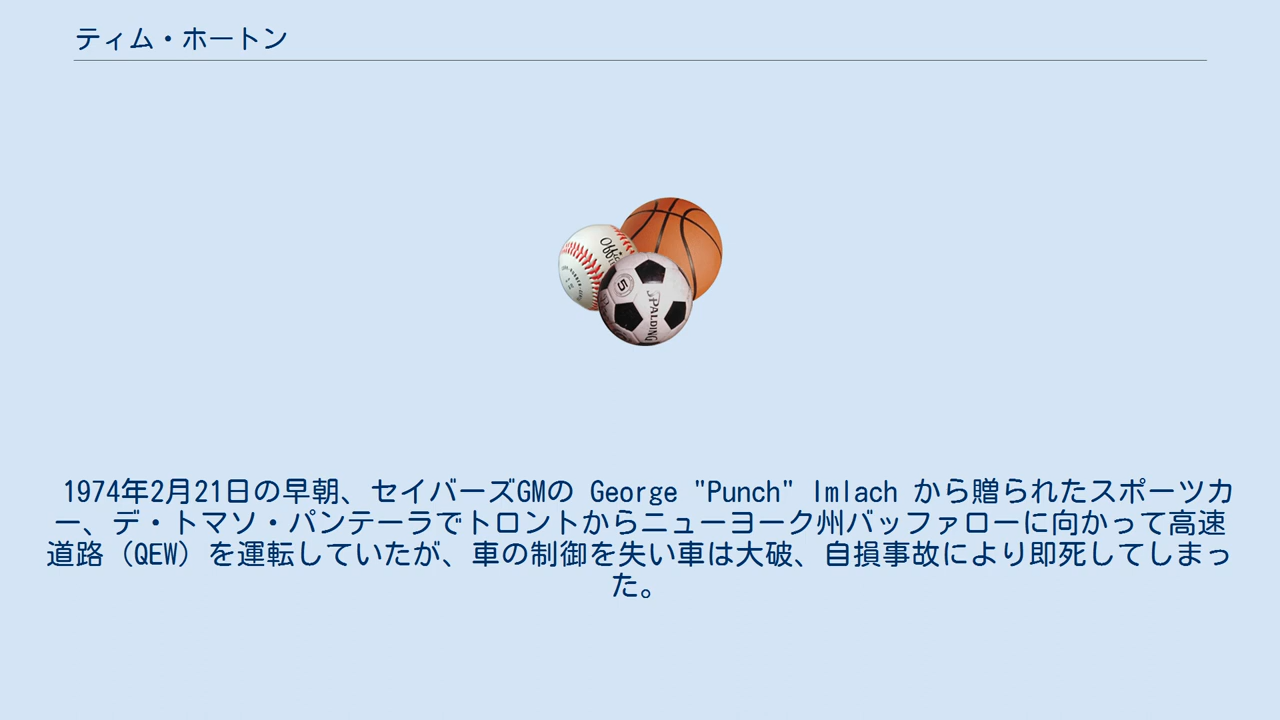 ティム・ホートン
Offici
5
SPALDING
1974年2月21日の早朝、セイバーズGMの George "Punch" Imlach から贈られたスポーツカ
ー、デ・トマソ・パンテーラでトロントからニューヨーク州バッファローに向かって高速
道路（QEW）を運転していたが、車の制御を失い車は大破、自損事故により即死してしまっ
た。